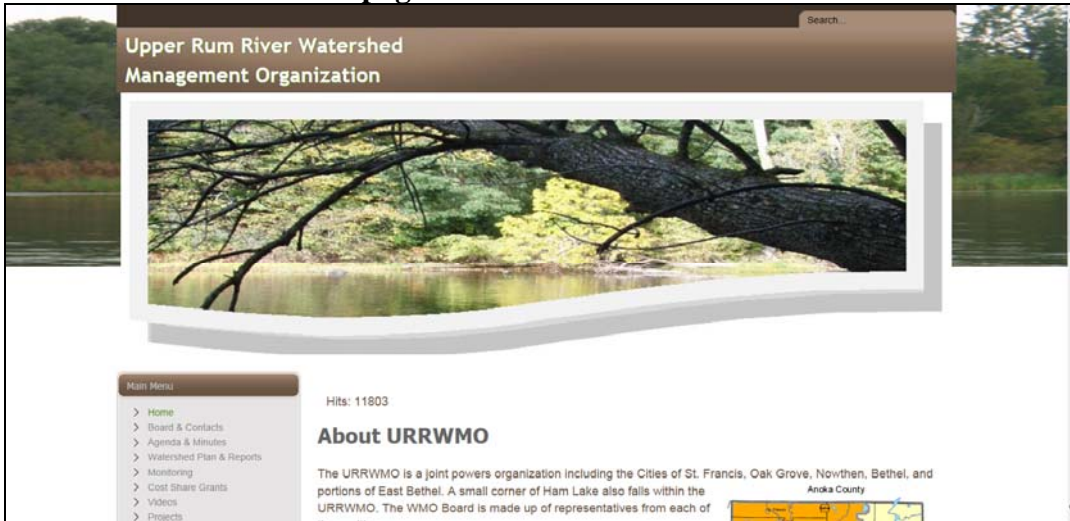 Search...
Upper Rum River Watershed
Management Organization
Main Menu
Home
Board & Contacts
Agenda & Minutes
Watershed Plan & Reports
Monitoring
Cost Share Grants
Videos
Projects
Hits: 11803
About URRWMO
The URRWMO is a joint powers organization including the Cities of St. Francis, Oak Grove, Nowthen, Bethel, and
portions of East Bethel. A small corner of Ham Lake also falls within the
URRWMO. The WMO Board is made up of representatives from each of
Anoka County